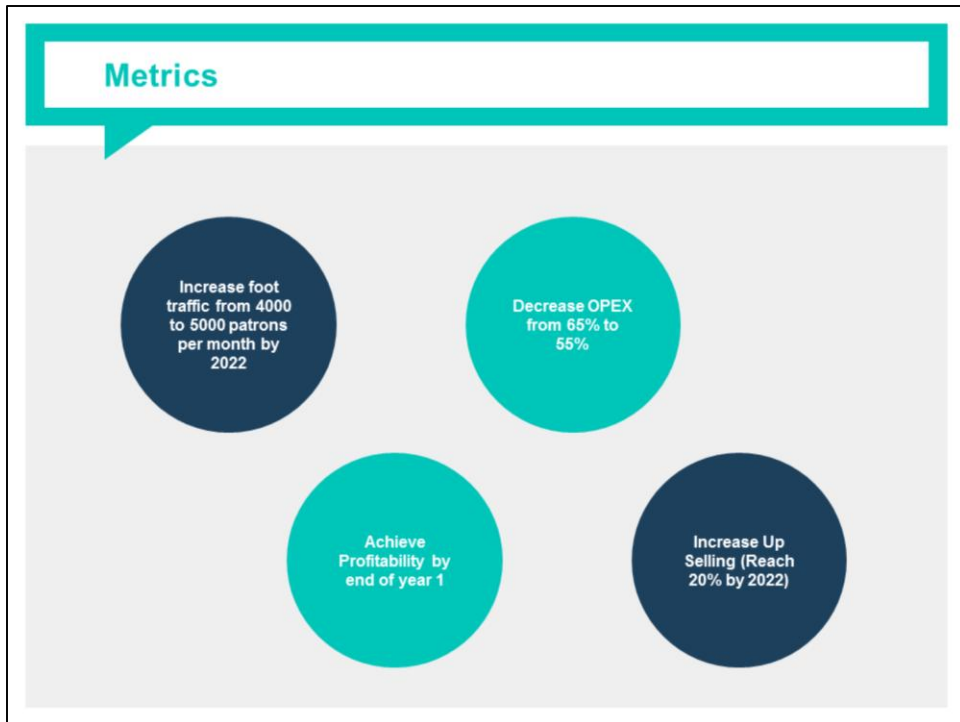 Metrics
Increase foot
traffic from 4000
to 5000 patrons
per month by
2022
Decrease OPEX
from 65% to
55%
Achieve
Profitability by
end of year 1
Increase Up
Selling (Reach
20% by 2022)